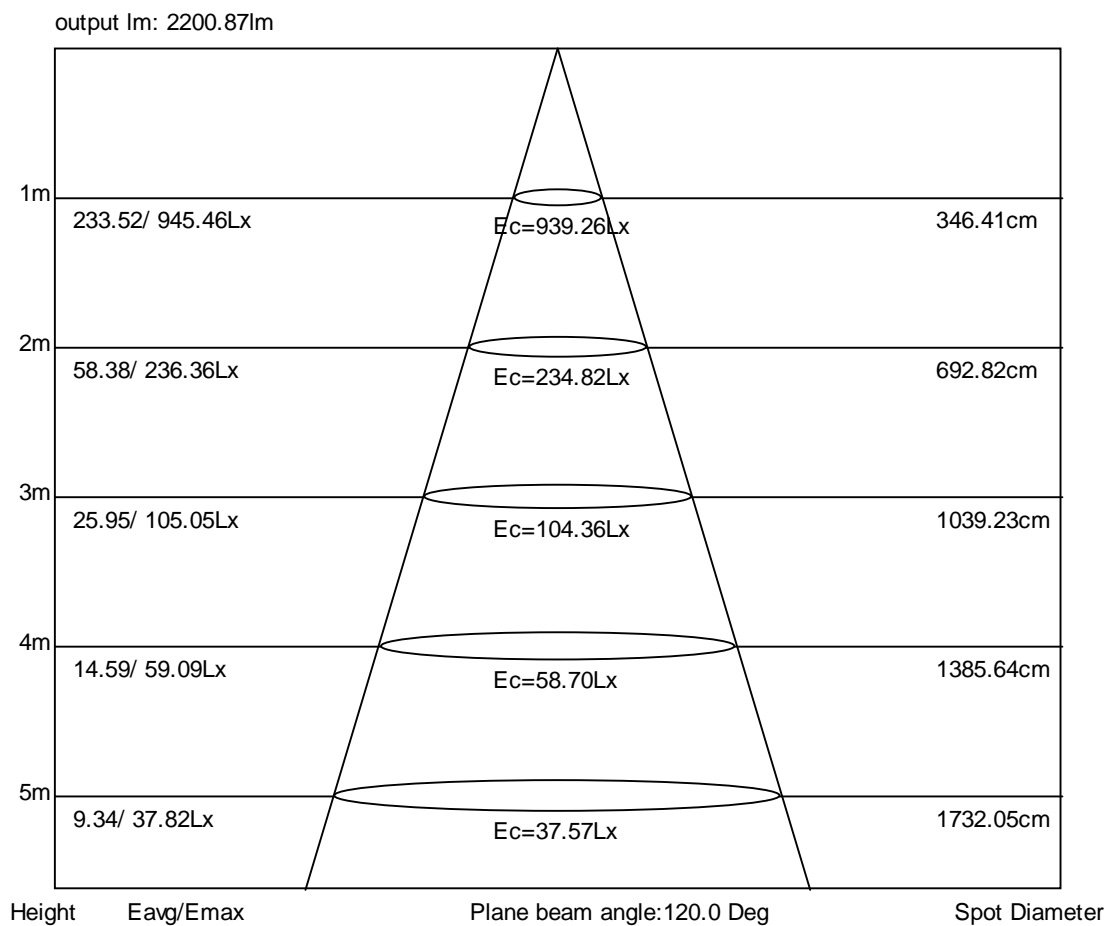 output lm: 2200.87lm
1m
233.52/ 945.46Lx
Ec=939.26Lx
346.41cm
2m
58.38/ 236.36Lx
Ec=234.82Lx
692.82cm
3m
25.95/ 105.05Lx
Ec=104.36Lx
1039.23cm
4m
14.59/ 59.09Lx
Ec=58.70Lx
1385.64cm
5m
9.34/ 37.82Lx
Ec=37.57Lx
1732.05cm
Height Eavg/Emax Plane beam angle:120.0 Deg Spot Diameter